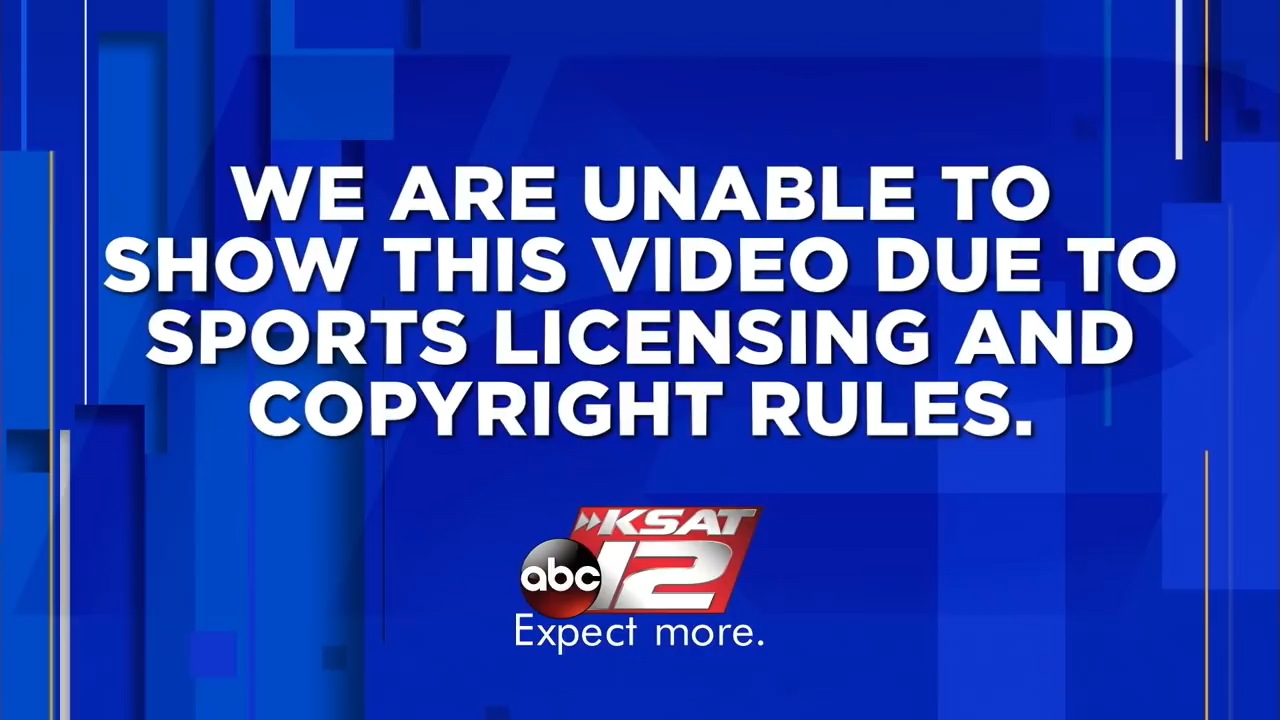 WE ARE UNABLE TO
SHOW THIS VIDEO DUE TO
SPORTS LICENSING AND
COPYRIGHT RULES.
KSAT
abc 12
Expect more.